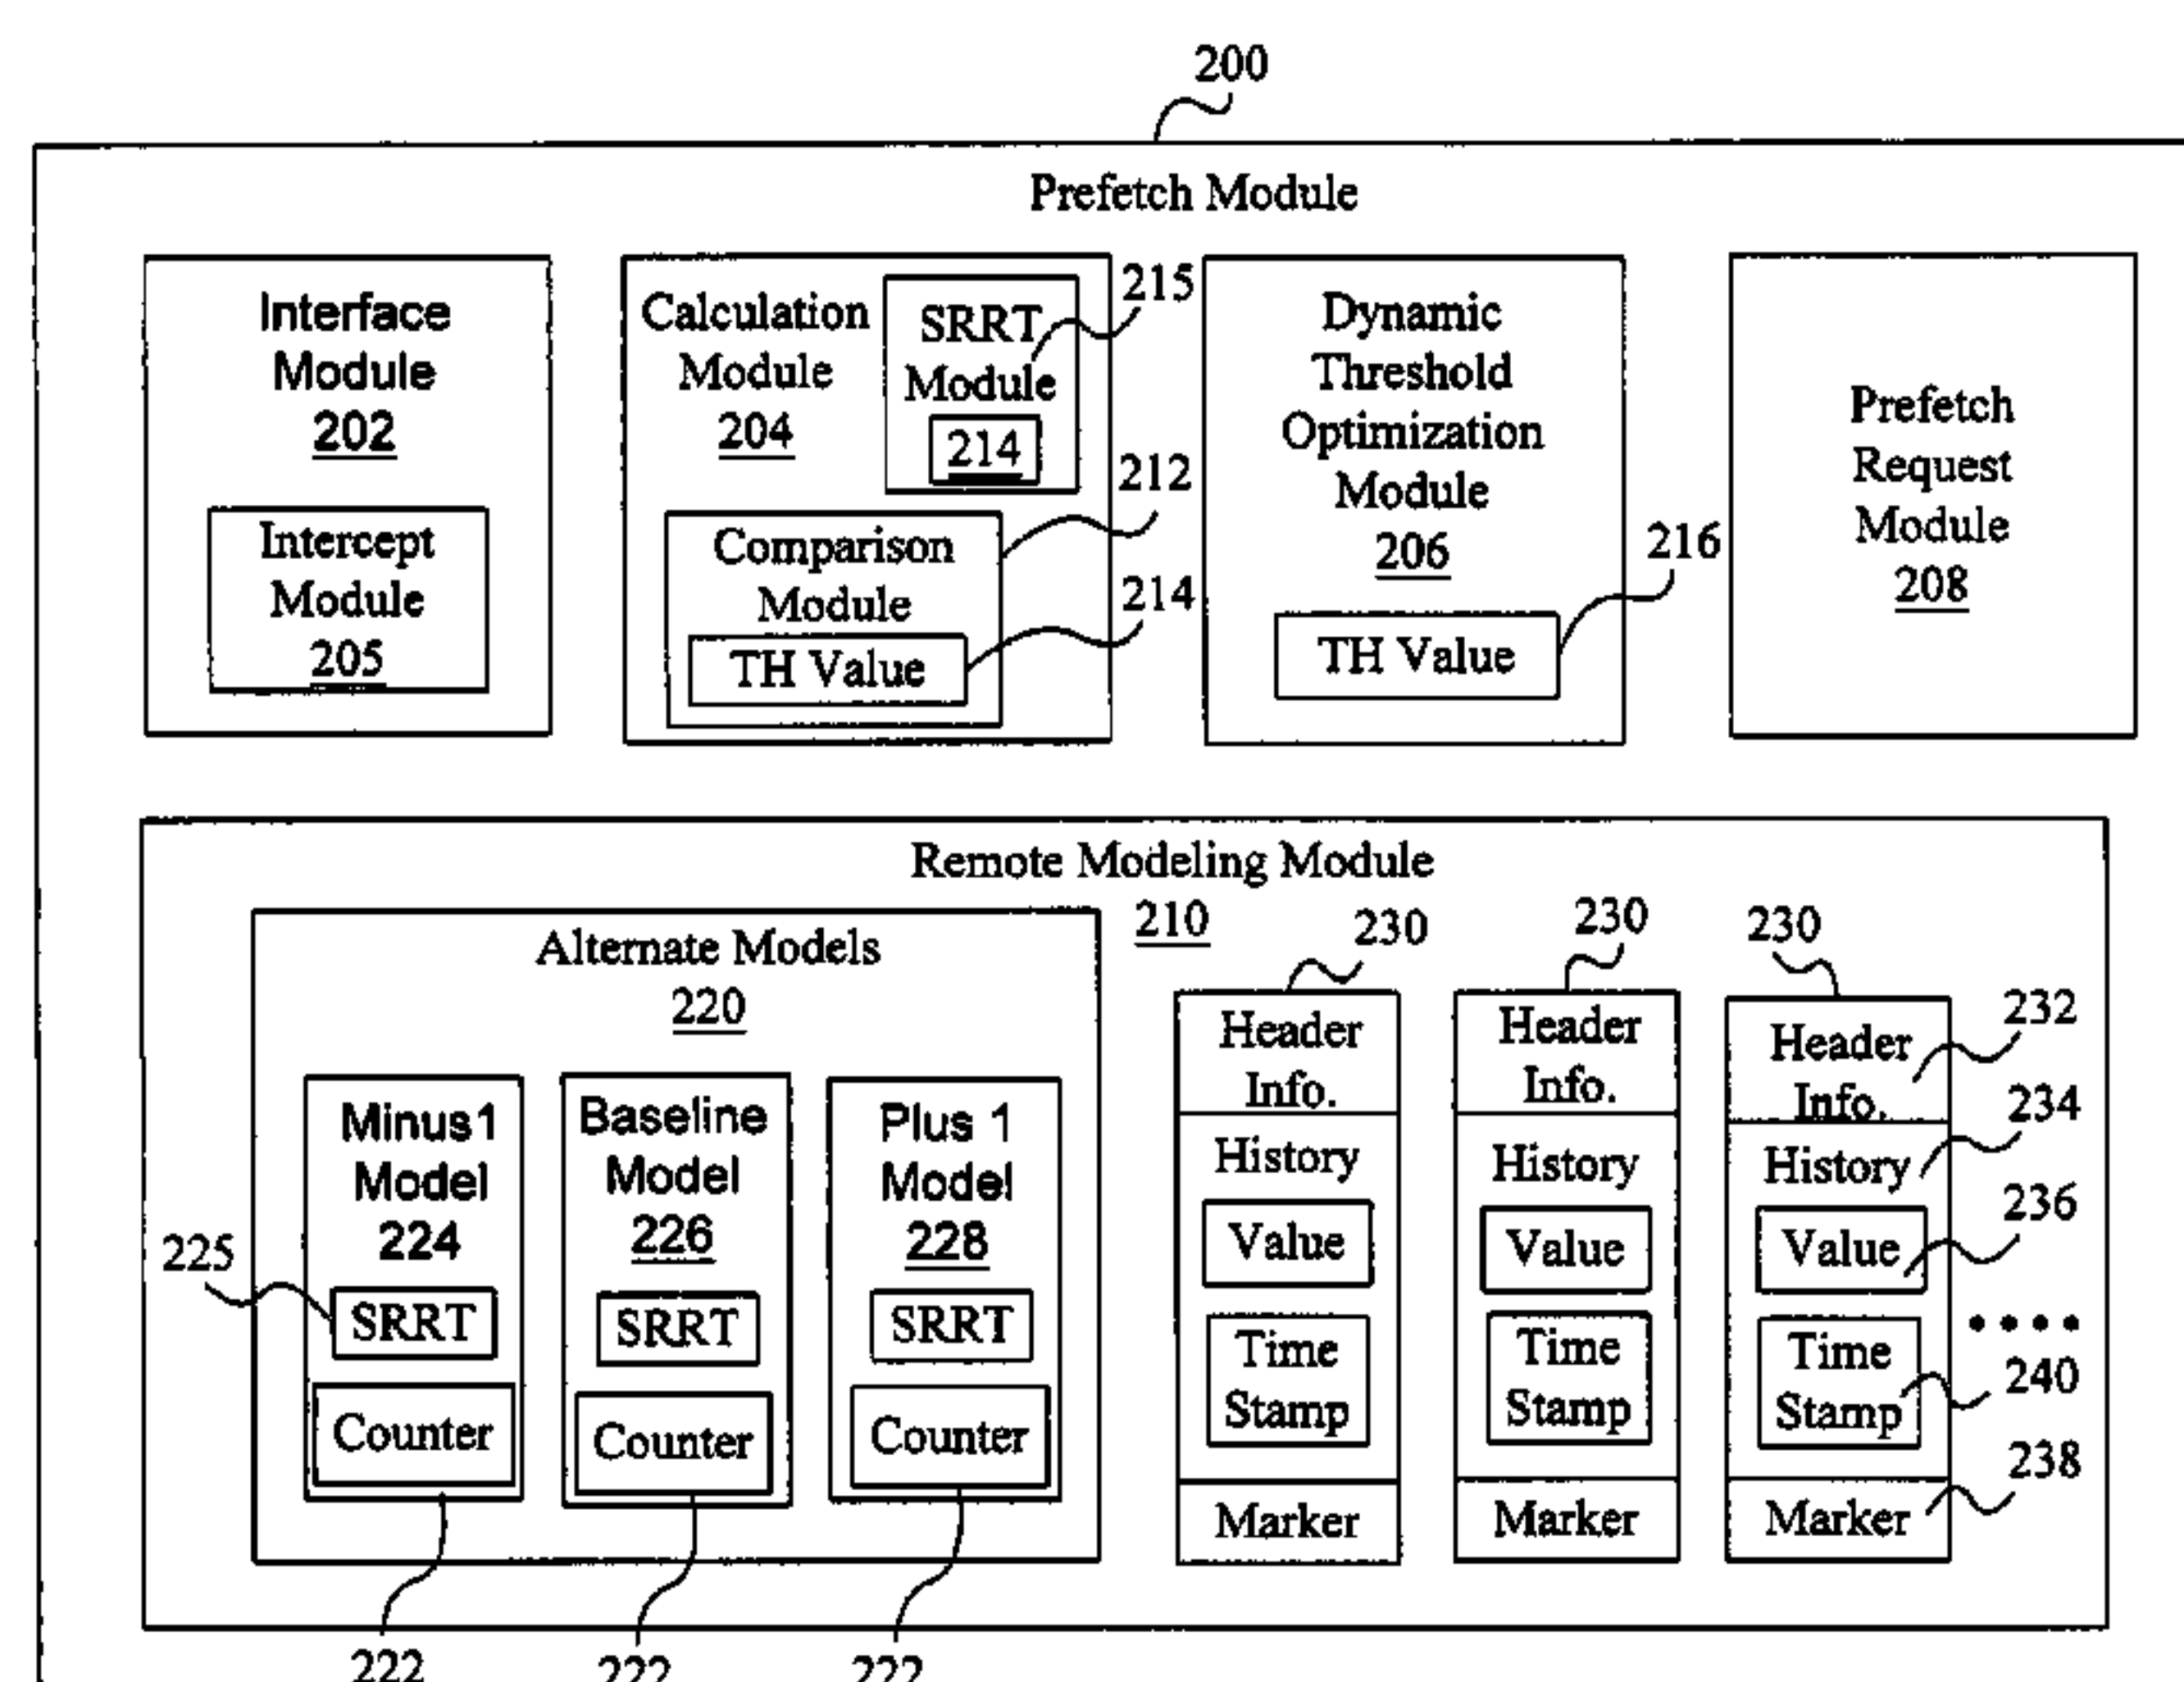 200
Prefetch Module
Interface
Module
202
Intercept
Module
205
Calculation
Module
204
SRRT
Module
214
215
212
Comparison
Module
TH Value
214
Dynamic
Threshold
Optimization
Module
206
TH Value
216
Prefetch
Request
Module
208
Remote Modeling Module
210
Alternate Models
220
Minus1
Model
224
SRRT
Counter
225
222
Baseline
Model
226
SRRT
Counter
222
Plus 1
Model
228
SRRT
Counter
222
230
Header
Info.
History
Value
Time
Stamp
Marker
230
Header
Info.
History
Value
Time
Stamp
Marker
230
Header
Info.
History
Value
Time
Stamp
Marker
232
234
236
240
238